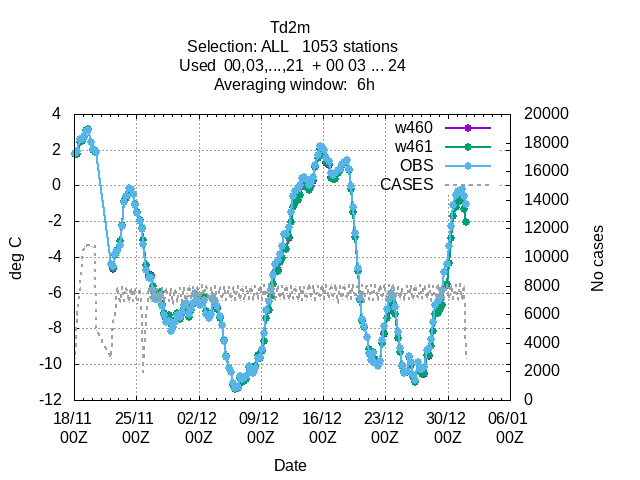 Td2m
Selection: ALL   1053 stations
Used  00,03,...,21  + 00 03 ... 24
Averaging window:  6h
4 20000
w460 18000
w461
2 OBS 16000
0 CASES 14000
-2 12000
-4 10000
-6 8000
-8 6000
4000
-10 2000
-12 0
deg C
No cases
18/11 25/11 02/12 09/12 16/12 23/12 30/12 06/01
00Z 00Z 00Z 00Z 00Z 00Z 00Z 00Z
Date